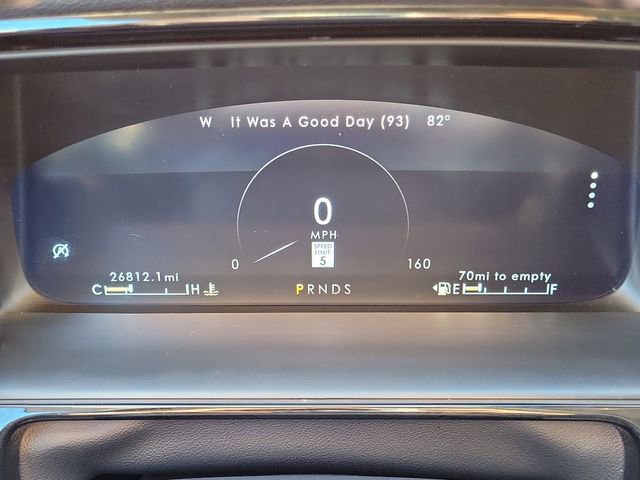 W It Was A Good Day (93) 82°
0
MPH
SPEED
LIMIT
5
0 160
26812.1 mi 70mi to empty
C H PRNDS E F